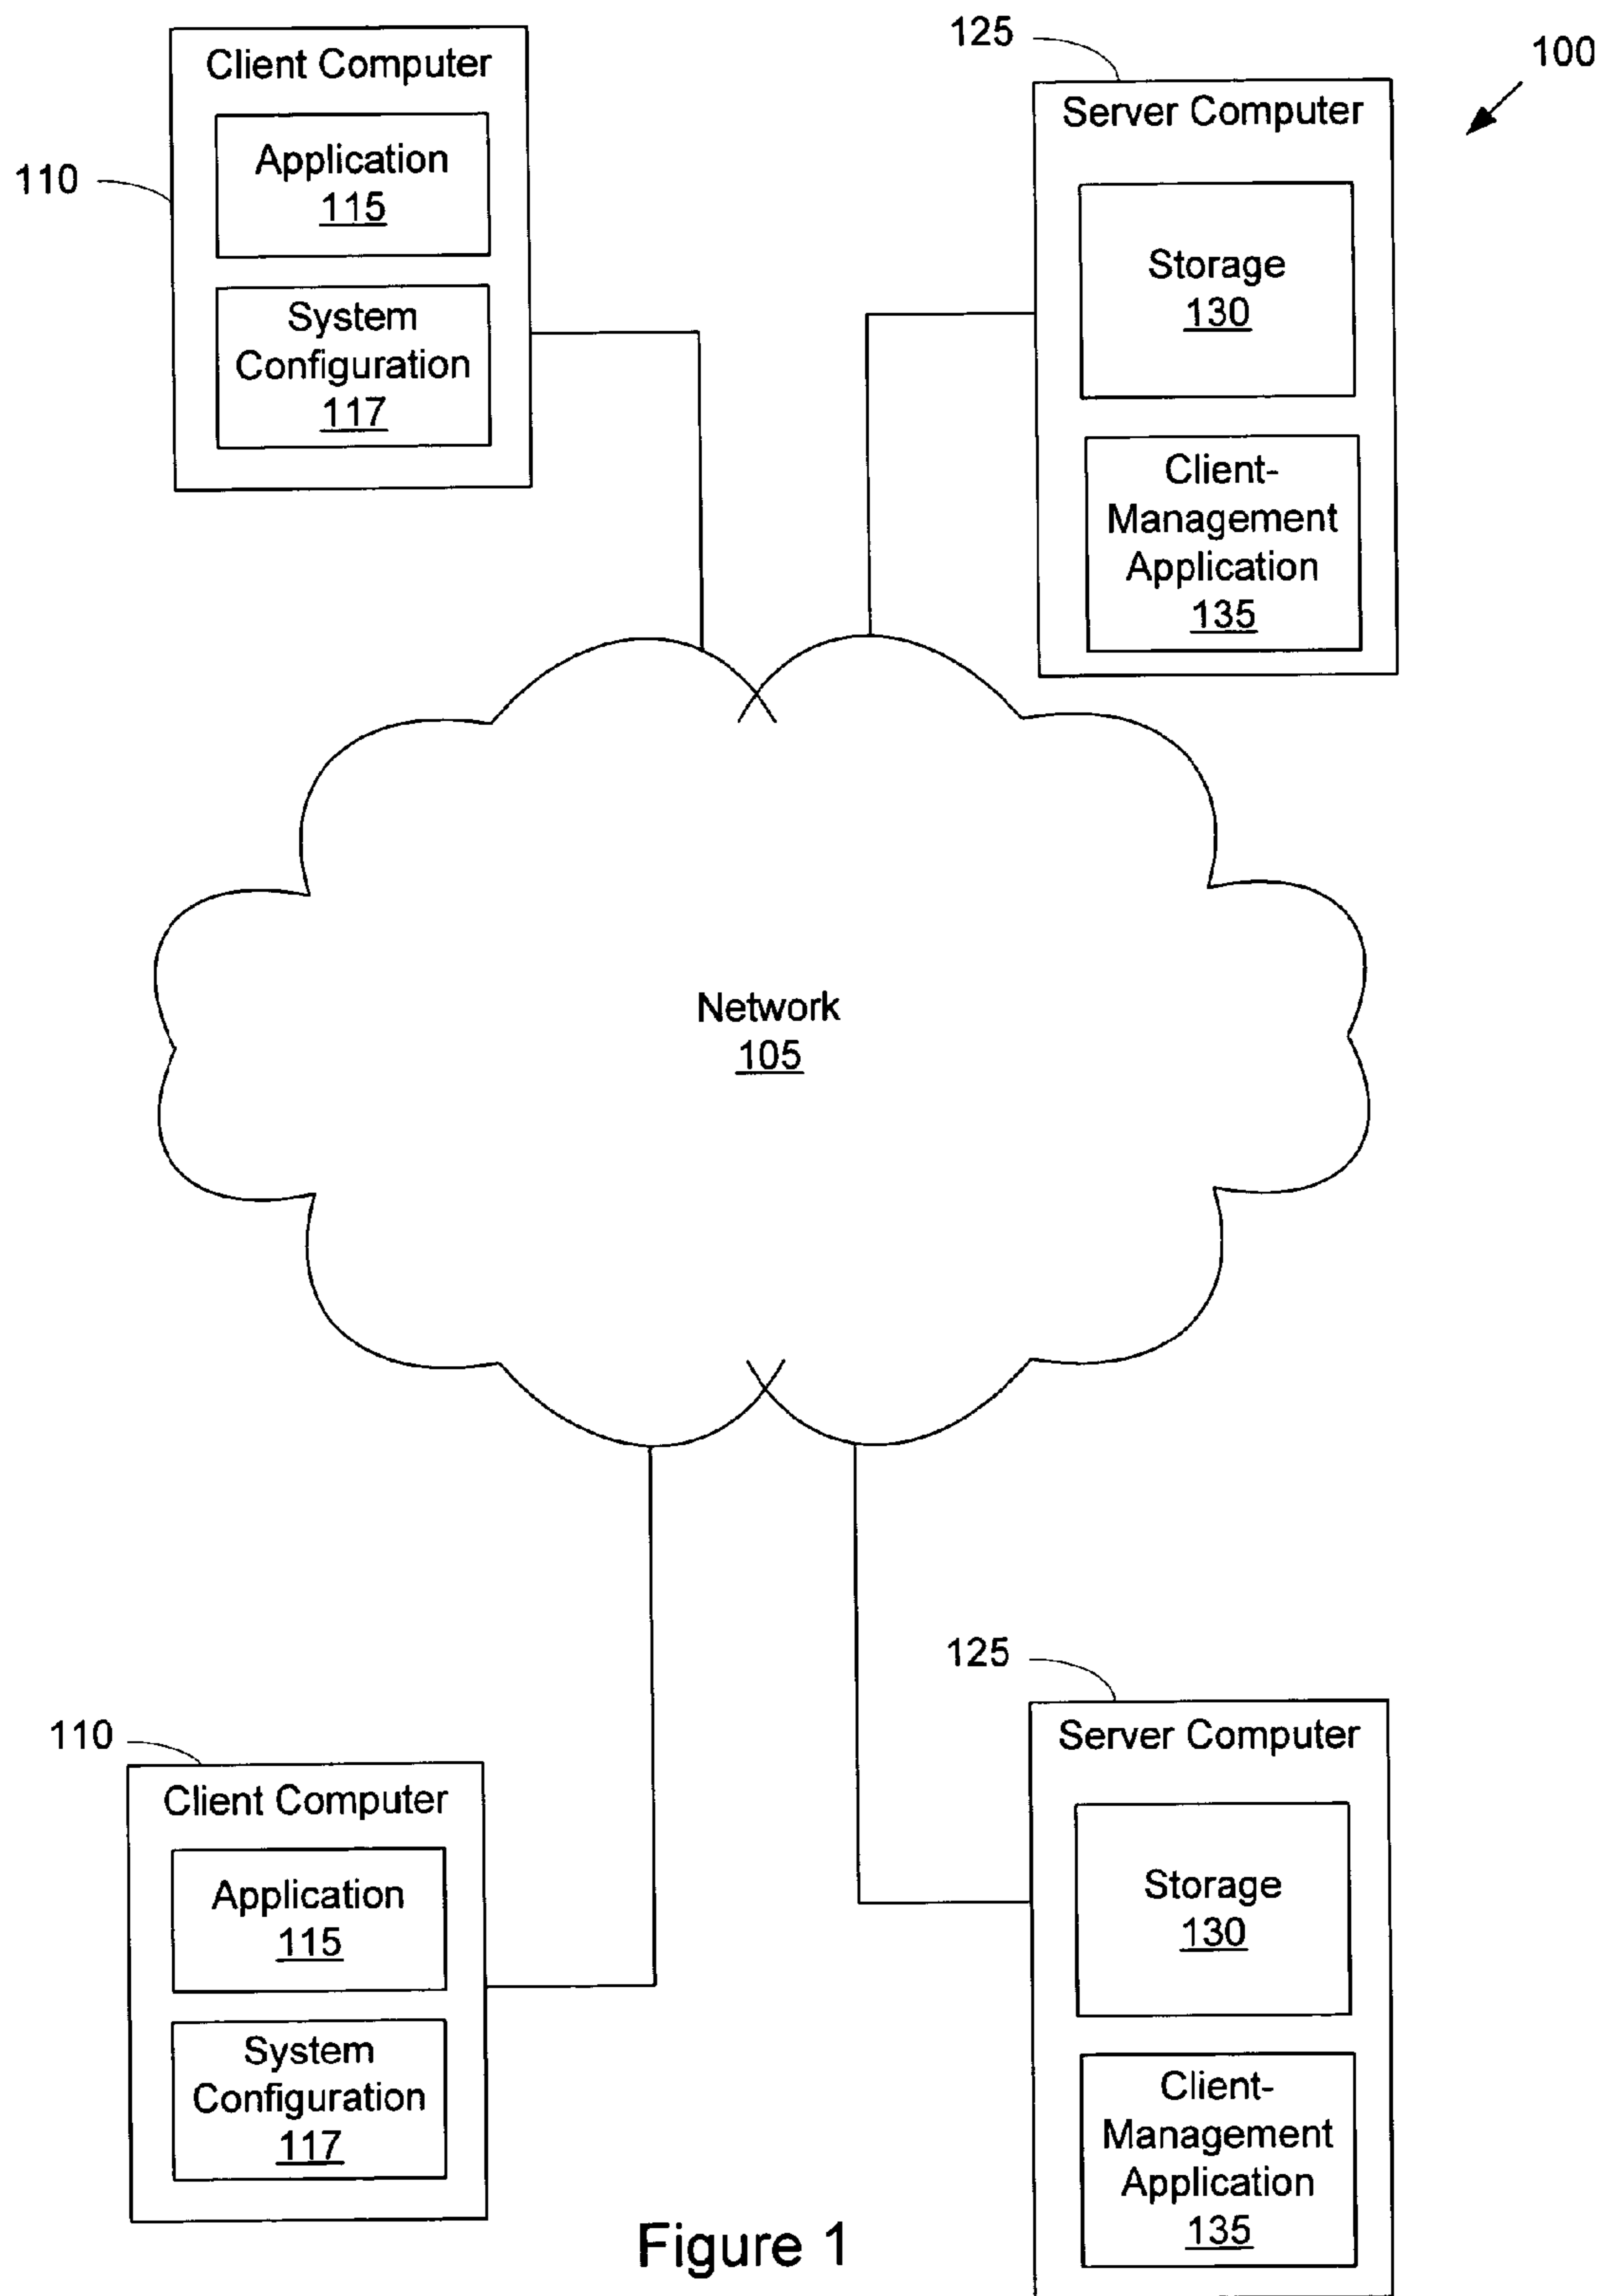 125
100
Client Computer
Application
115
110
System
Configuration
117
Server Computer
Storage
130
Client-
Management
Application
135
Network
105
110
Client Computer
Application
115
System
Configuration
117
125
Server Computer
Storage
130
Client-
Management
Application
135
Figure 1